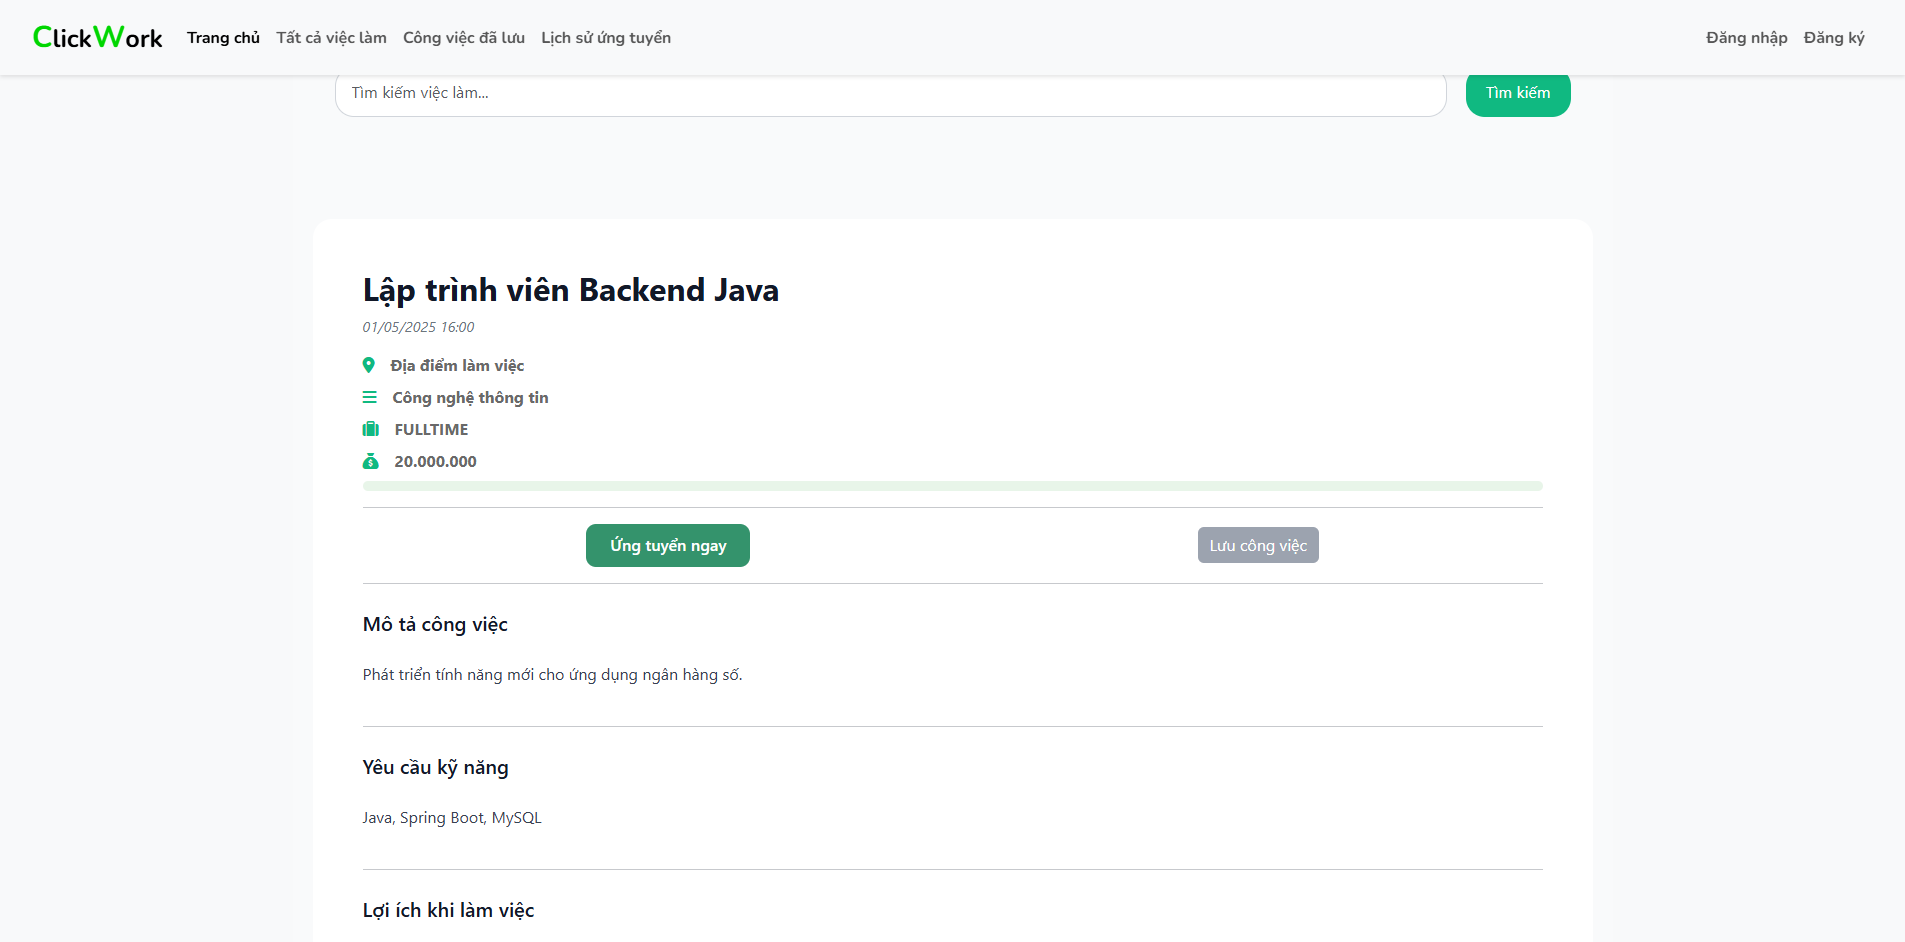 ClickWork Trang chủ Tất cả việc làm Công việc đã lưu Lịch sử ứng tuyển Đăng nhập Đăng ký
Tìm kiếm việc làm... Tìm kiếm
Lập trình viên Backend Java
01/05/2025 16:00
Địa điểm làm việc
Công nghệ thông tin
FULLTIME
20.000.000
Ứng tuyển ngay Lưu công việc
Mô tả công việc
Phát triển tính năng mới cho ứng dụng ngân hàng số.
Yêu cầu kỹ năng
Java, Spring Boot, MySQL
Lợi ích khi làm việc